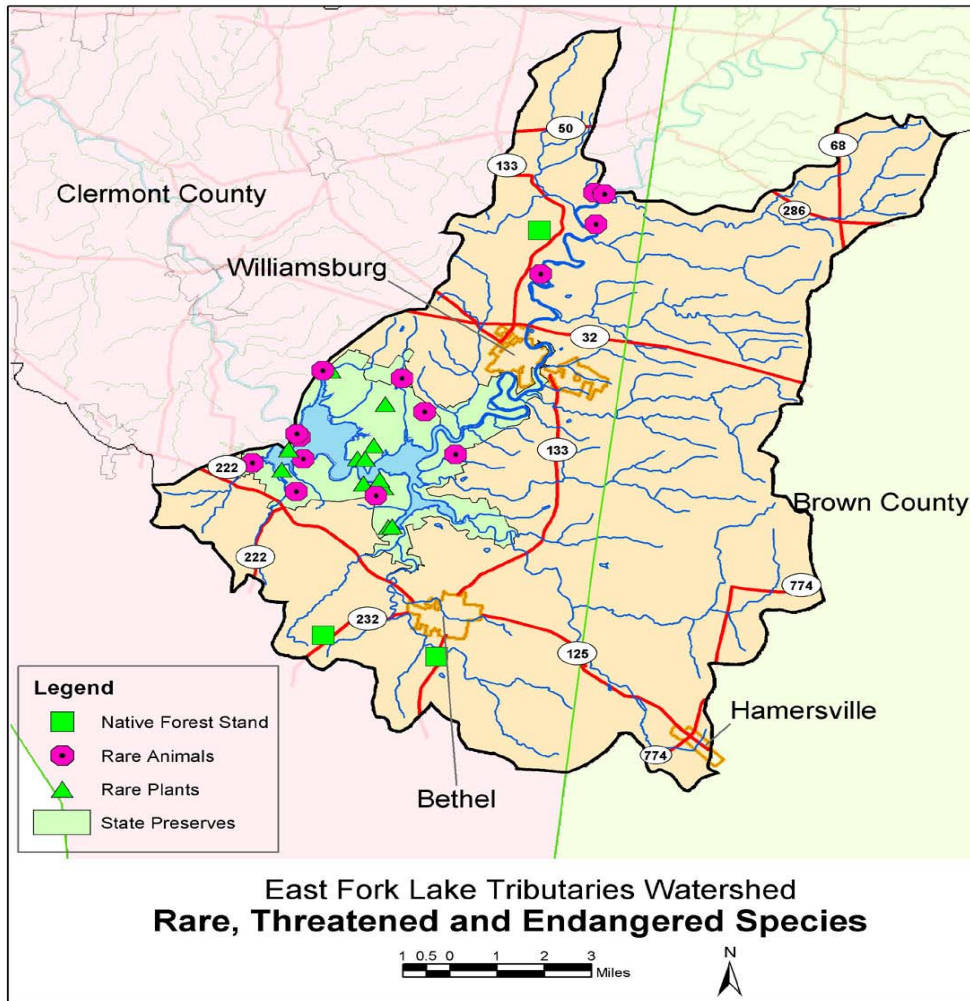 50
68
133
Clermont County
286
Williamsburg
32
222
133
Brown County
222
774
232
125
Legend
Native Forest Stand
Hamersville
Rare Animals
774
Rare Plants
Bethel
State Preserves
East Fork Lake Tributaries Watershed
Rare, Threatened and Endangered Species
N
1 0.5 0 1 2 3
Miles